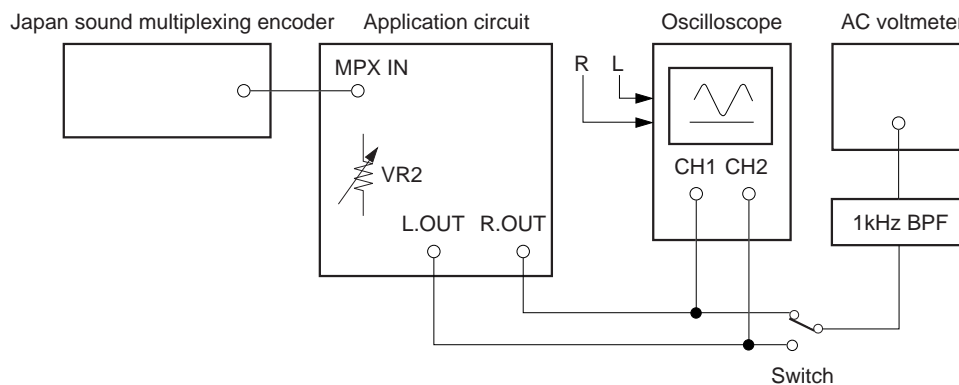 Japan sound multiplexing encoder
Application circuit
Oscilloscope
AC voltmeter
MPX IN
R L
VR2
CH1 CH2
L.OUT R.OUT
1kHz BPF
Switch